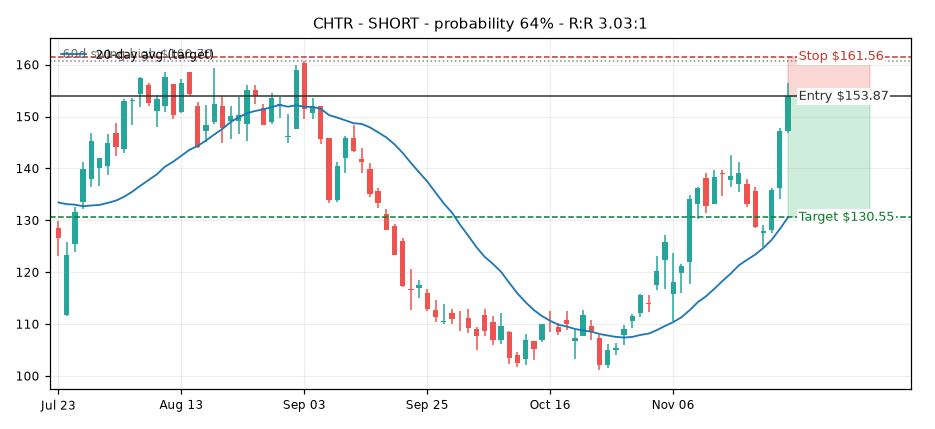 CHTR - SHORT - probability 64% - R:R 3.03:1
20-day avg (target)
160
150
140
130
120
110
100
Stop $161.56
Entry $153.87
Target $130.55
Jul 23
Aug 13
Sep 03
Sep 25
Oct 16
Nov 06